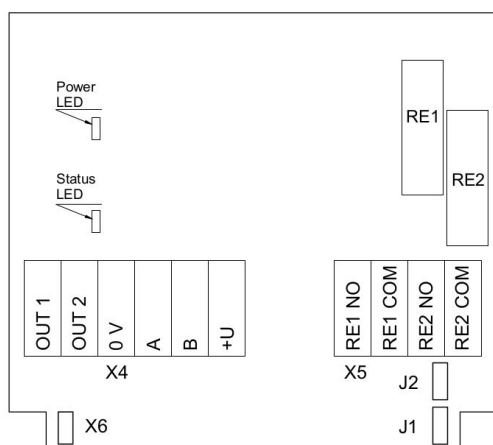 Power
LED
RE1
Status
LED
RE2
OUT 1
OUT 2
0 V
A
B
+U
RE1 NO
RE1 COM
RE2 NO
RE2 COM
X4
X5
J2
X6
J1